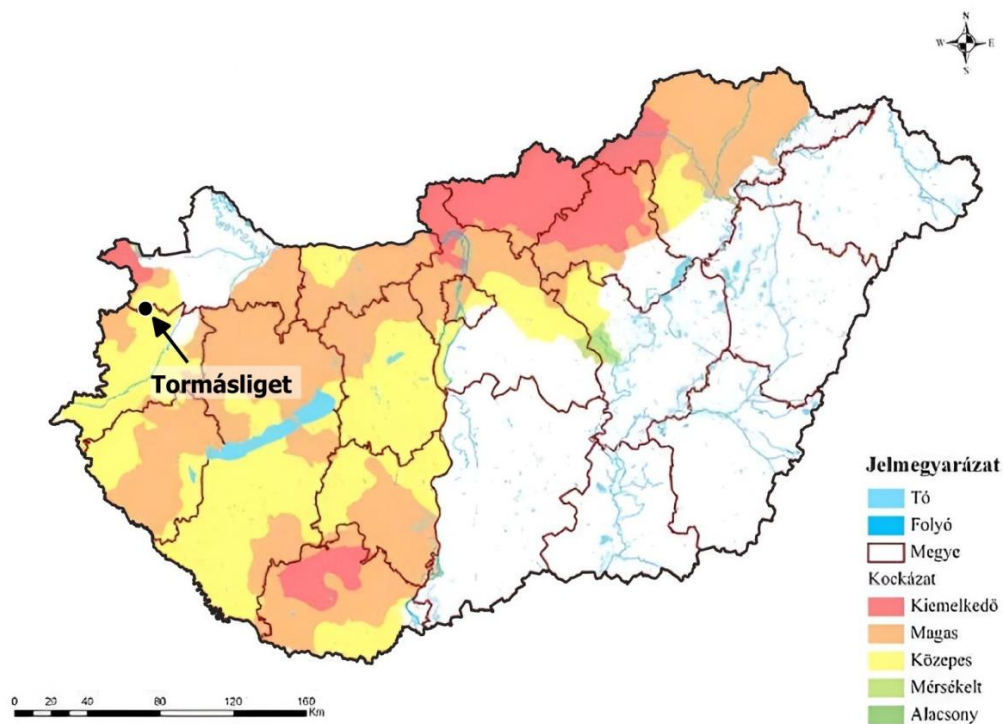 N
W E
S
Tormásliget
Jelmegyarázat
Tó
Folyó
Megye
Kockázat
Kiemelkedő
Magas
Közepes
Mérsékelt
Alacsony
0 20 40 80 120 160
Km